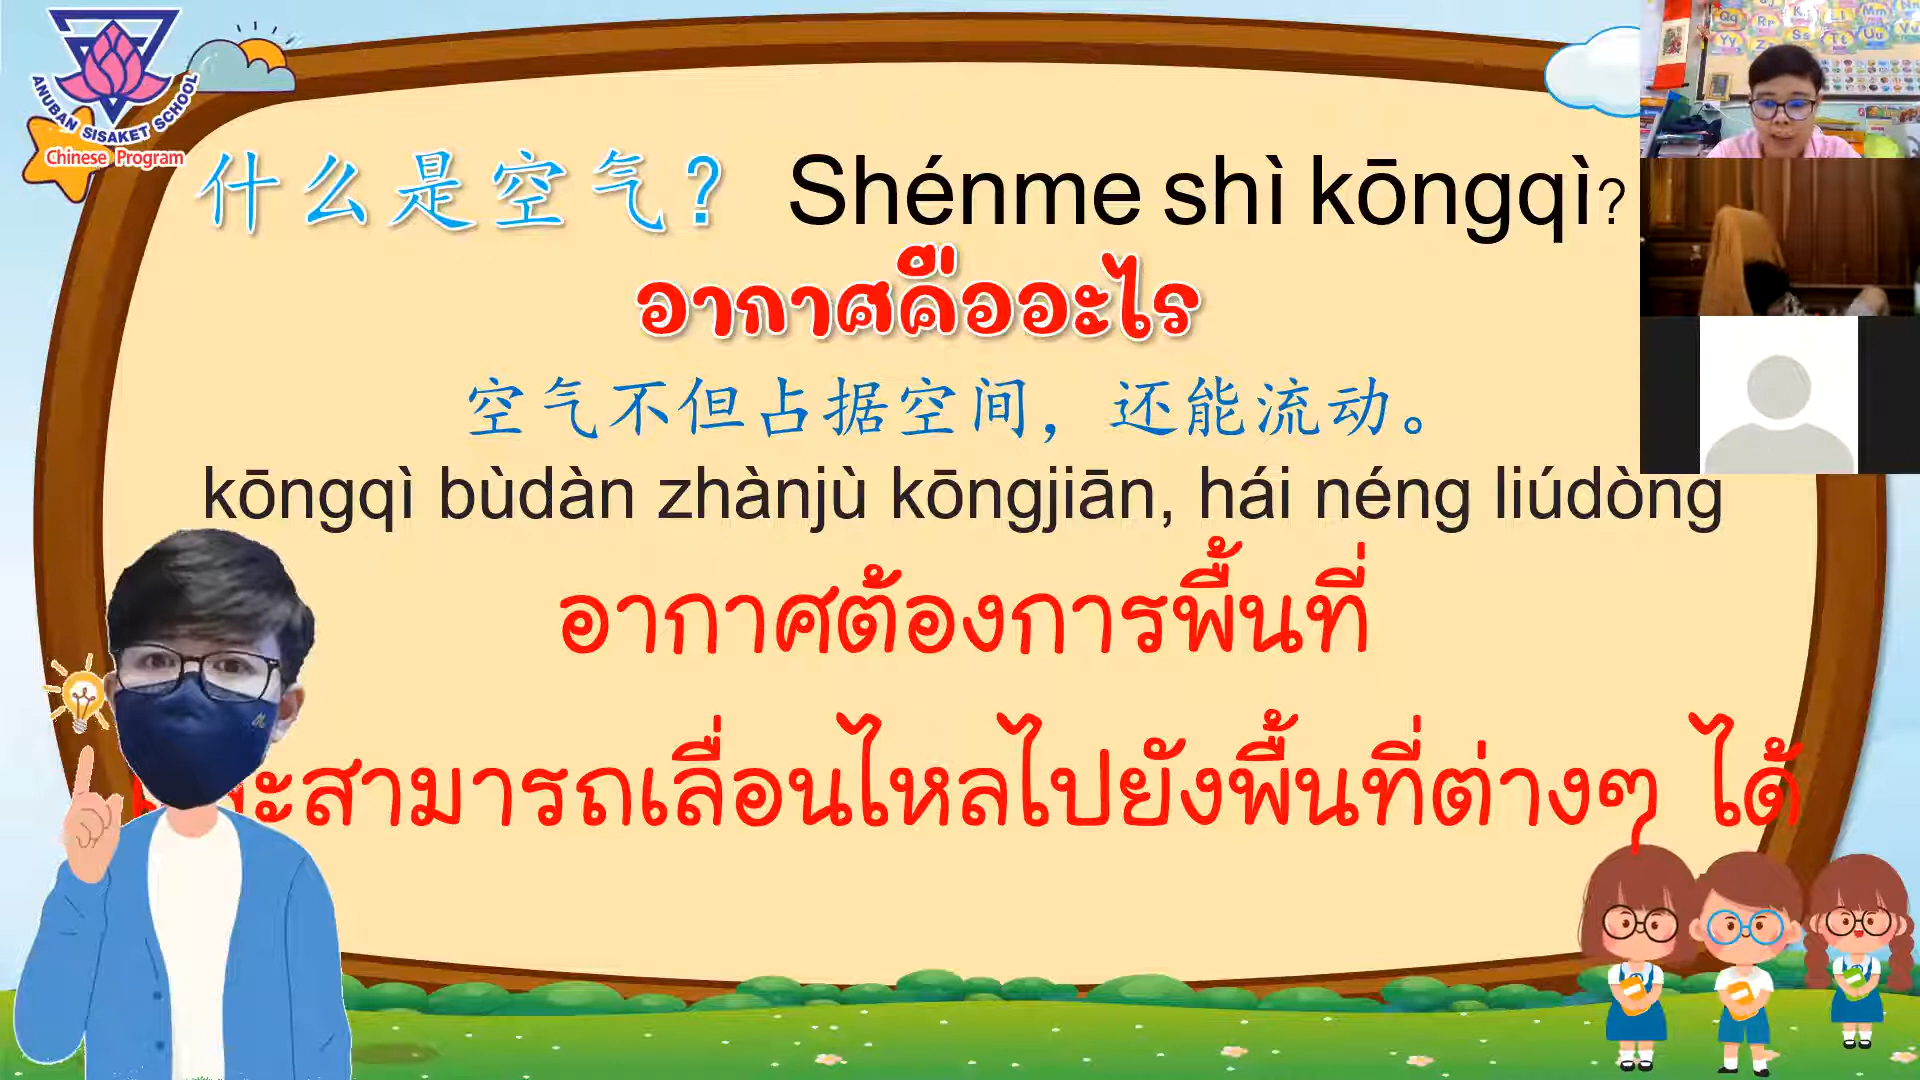 ANUBAN SISAKET SCHOOL
Chinese Program
什么是空气？ Shénme shì kōngqì?
อากาศคืออะไร
空气不但占据空间，还能流动。
kōngqì bùdàn zhànjù kōngjiān, hái néng liúdòng
อากาศต้องการพื้นที่
สามารถเลื่อนไหลไปยังพื้นที่ต่างๆ ได้